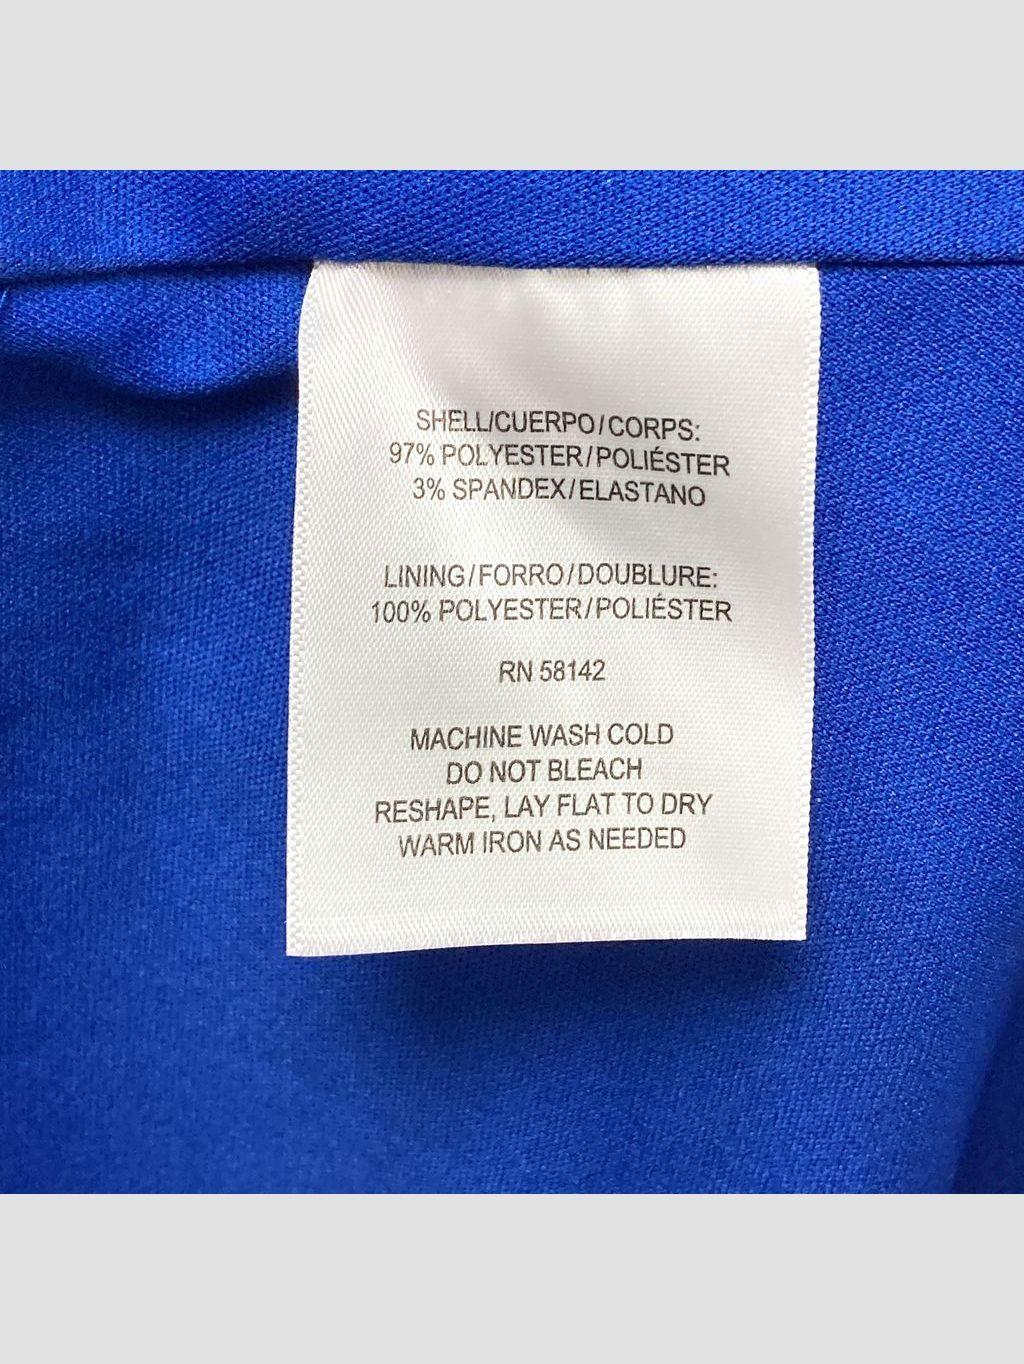 SHELL/CUERPO/CORPS:
97% POLYESTER/POLIÉSTER
3% SPANDEX/ELASTANO
LINING/FORRO/DOUBLURE:
100% POLYESTER/POLIÉSTER
RN 58142
MACHINE WASH COLD
DO NOT BLEACH
RESHAPE, LAY FLAT TO DRY
WARM IRON AS NEEDED